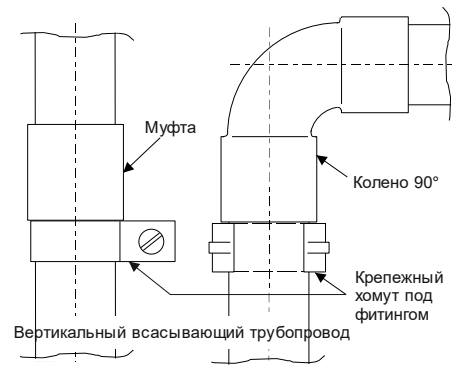 Муфта
Колено 90°
Крепежный
хомут под
фитингом
Вертикальный всасывающий трубопровод